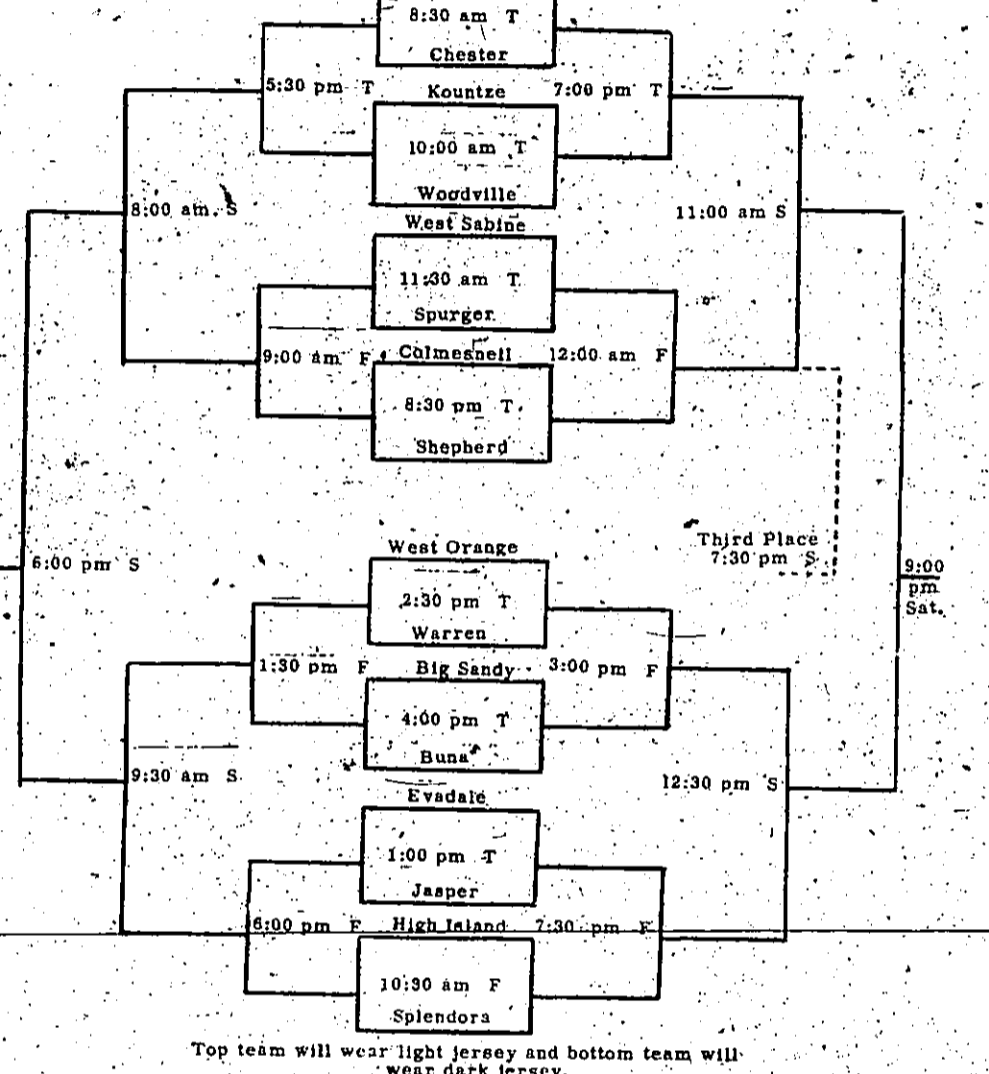 8:30 am T
Chester
5:30 pm T
Kountze
7:00 pm T
10:00 am T
Woodville
8:00 am S
West Sabine
11:00 am S
11:30 am T
Spurger
9:00 am F
Colmesneil
12:00 am F
8:30 pm T
Shepherd
West Orange
Third Place
7:30 pm S
6:00 pm S
9:00
pm
Sat.
2:30 pm T
Warren
1:30 pm F
Big Sandy
3:00 pm F
4:00 pm T
Buna
9:30 am S
12:30 pm S
Evadale
1:00 pm T
Jasper
6:00 pm F
High Island
7:30 pm F
10:30 am F
Splendora
Top team will wear light jersey and bottom team will
wear dark jersey.